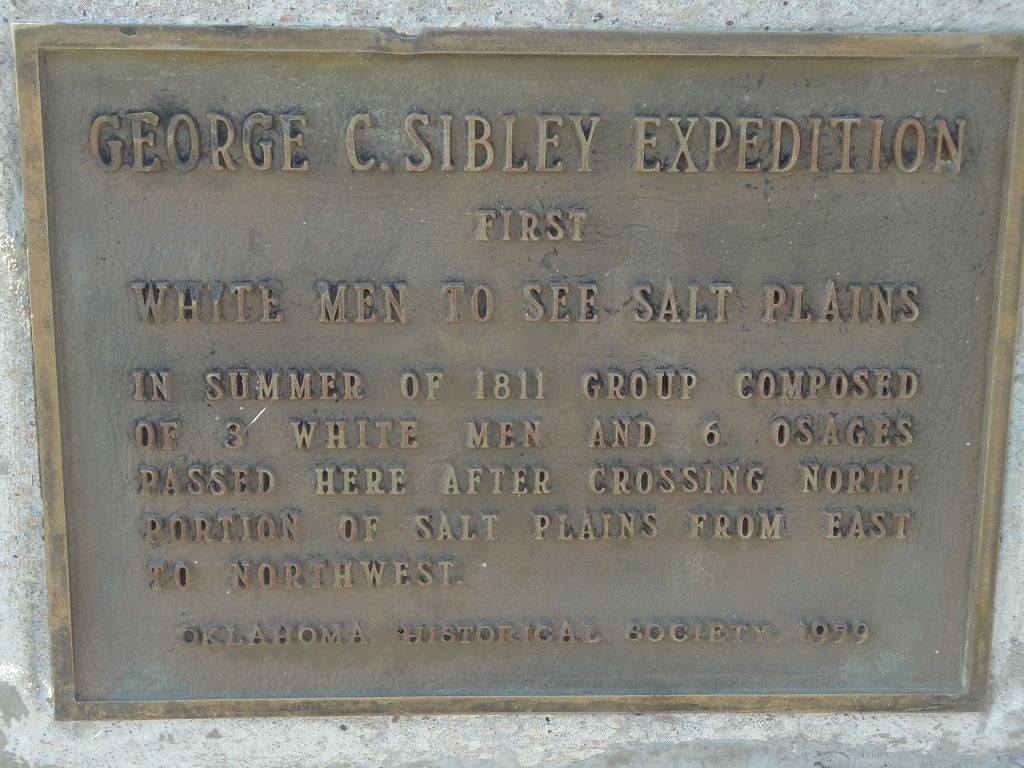 GEORGE C. SIBLEY EXPEDITION
FIRST
WHITE MEN TO SEE SALT PLAINS
IN SUMMER OF 1811 GROUP COMPOSED
OF 3 WHITE MEN AND 6 OSAGES
PASSED HERE AFTER CROSSING NORTH
PORTION OF SALT PLAINS FROM EAST
TO NORTHWEST.
OKLAHOMA HISTORICAL SOCIETY, 1959